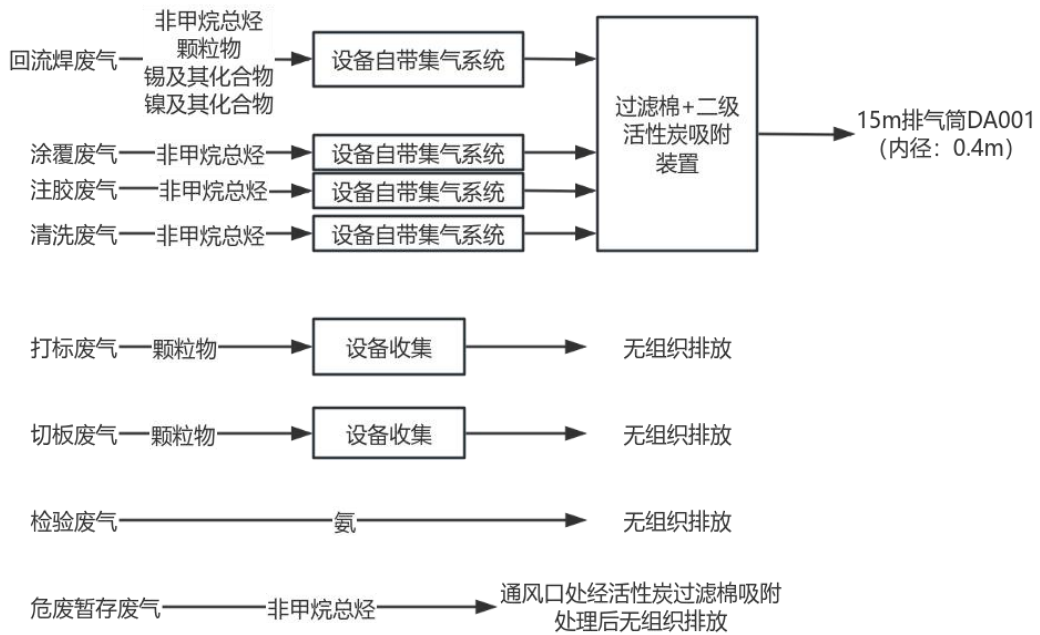 非甲烷总烃
颗粒物
回流焊废气
锡及其化合物
镍及其化合物
设备自带集气系统
过滤棉+二级
活性炭吸附
装置
15m排气筒DA001
（内径：0.4m）
涂覆废气
非甲烷总烃
设备自带集气系统
注胶废气
非甲烷总烃
设备自带集气系统
清洗废气
非甲烷总烃
设备自带集气系统
打标废气
颗粒物
设备收集
无组织排放
切板废气
颗粒物
设备收集
无组织排放
检验废气
氨
无组织排放
危废暂存废气
非甲烷总烃
通风口处经活性炭过滤棉吸附
处理后无组织排放